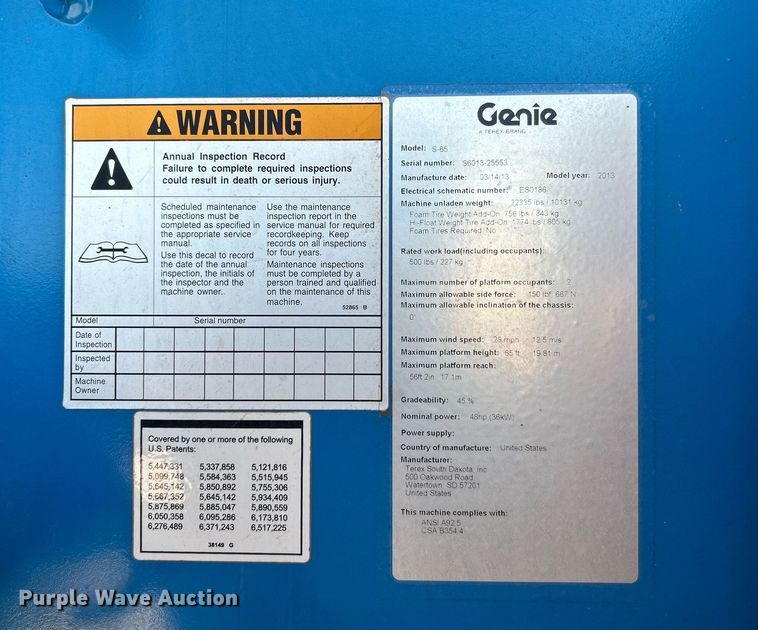 WARNING
Annual Inspection Record
Failure to complete required inspections
could result in death or serious injury.
Scheduled maintenance
inspections must be
completed as specified in
the appropriate service
manual.
Use this decal to record
the date of the annual
inspection, the initials of
the inspector and the
machine owner.
Use the maintenance
inspection report in the
service manual for required
recordkeeping. Keep
records on all inspections
for four years.
Maintenance inspections
must be completed by a
person trained and qualified
on the maintenance of this
machine.
52865 B
Model Serial number
Date of
Inspection
Inspected
by
Machine
Owner
Covered by one or more of the following
U.S. Patents:
5,447,331 5,337,858 5,121,816
5,099,748 5,584,363 5,515,945
5,645,142 5,850,892 5,755,306
5,667,352 5,645,142 5,934,409
5,875,869 5,885,047 5,890,559
6,050,358 6,095,286 6,173,810
6,276,489 6,371,243 6,517,225
38149 G
Genie
A TEREX BRAND
Model: S-65
Serial number: S6013-25553
Manufacture date: 03/14/13 Model year: 2013
Electrical schematic number: ES0186
Machine unladen weight: 22335 lbs / 10131 kg
Foam Tire Weight Add-On: 756 lbs / 343 kg
Hi-Float Weight Tire Add-On: 1774 lbs / 805 kg
Foam Tires Required: No
Rated work load(including occupants):
500 lbs / 227 kg
Maximum number of platform occupants: 2
Maximum allowable side force: 150 lbf 667 N
Maximum allowable inclination of the chassis:
0°
Maximum wind speed: 28 mph 12.5 m/s
Maximum platform height: 65 ft 19.81 m
Maximum platform reach:
56ft 2in 17.1m
Gradeability: 45 %
Nominal power: 48hp (36kW)
Power supply:
Country of manufacture: United States
Manufacturer:
Terex South Dakota, Inc
500 Oakwood Road
Watertown SD 57201
United States
This machine complies with:
ANSI A92.5
CSA B354.4
Purple Wave Auction